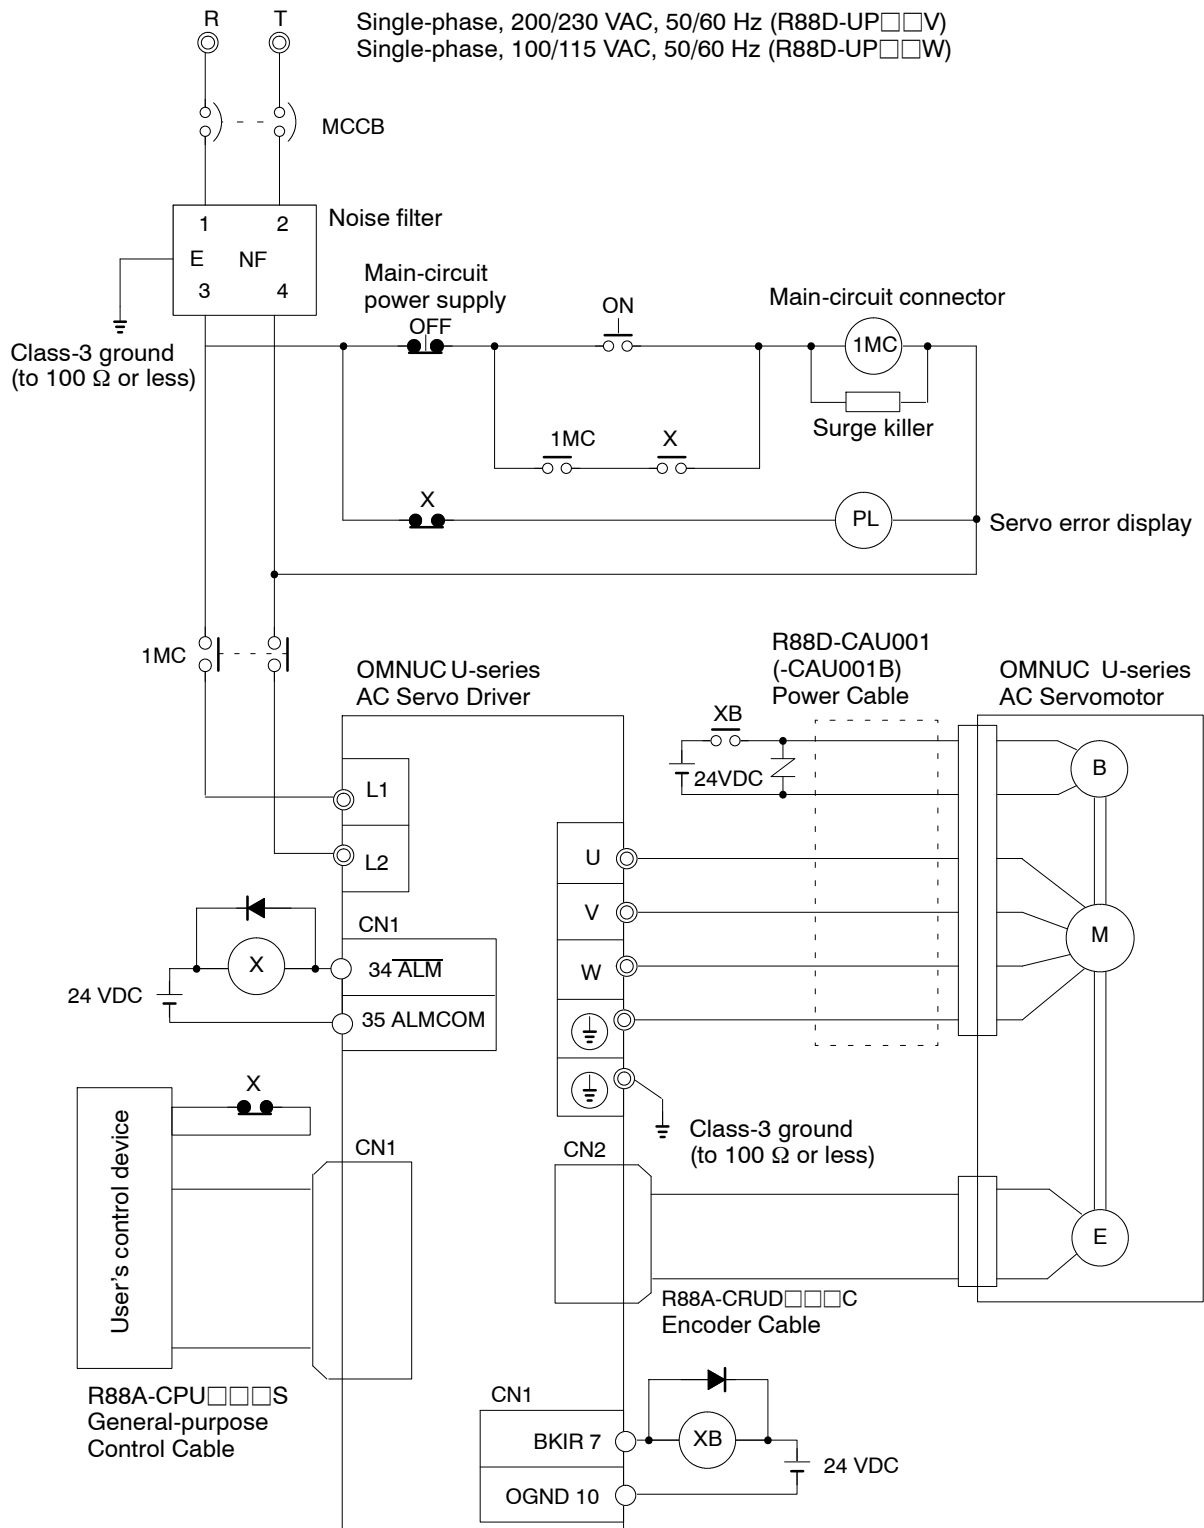 R
T
Single-phase, 200/230 VAC, 50/60 Hz (R88D-UP□□V)
Single-phase, 100/115 VAC, 50/60 Hz (R88D-UP□□W)
MCCB
1
2
Noise filter
E
NF
3
4
Class-3 ground
(to 100 Ω or less)
Main-circuit
power supply
OFF
ON
Main-circuit connector
1MC
Surge killer
1MC
X
X
PL
Servo error display
1MC
OMNUC U-series
AC Servo Driver
R88D-CAU001
(-CAU001B)
Power Cable
OMNUC U-series
AC Servomotor
XB
24VDC
B
L1
L2
U
V
W
M
CN1
X
34 ALM
24 VDC
35 ALMCOM
X
User's control device
CN1
Class-3 ground
(to 100 Ω or less)
CN2
E
R88A-CRUD□□□C
Encoder Cable
R88A-CPU□□□S
General-purpose
Control Cable
CN1
BKIR 7
XB
24 VDC
OGND 10